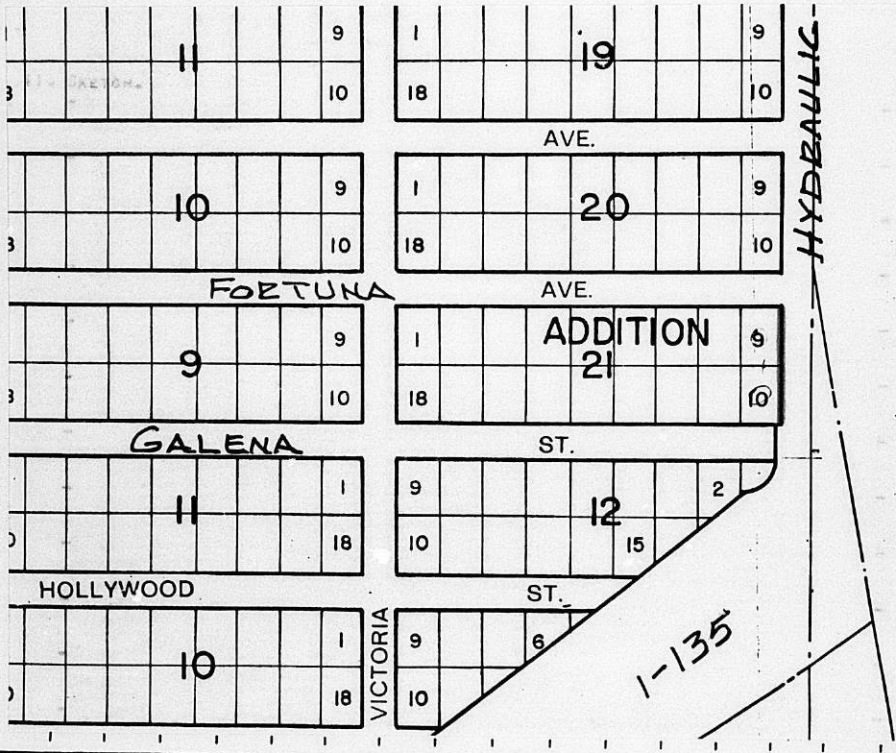 11 9 1 19 9
SKETCH.
10 18 10
AVE.
10 9 1 20 9
10 18 10
FORTUNA AVE.
9 9 1 ADDITION 9
21
10 18 10
GALENA ST.
11 1 9 12 2
18 10 15
HOLLYWOOD ST.
10 1 9 6
18 10
VICTORIA
HYDRAULIC
I-135